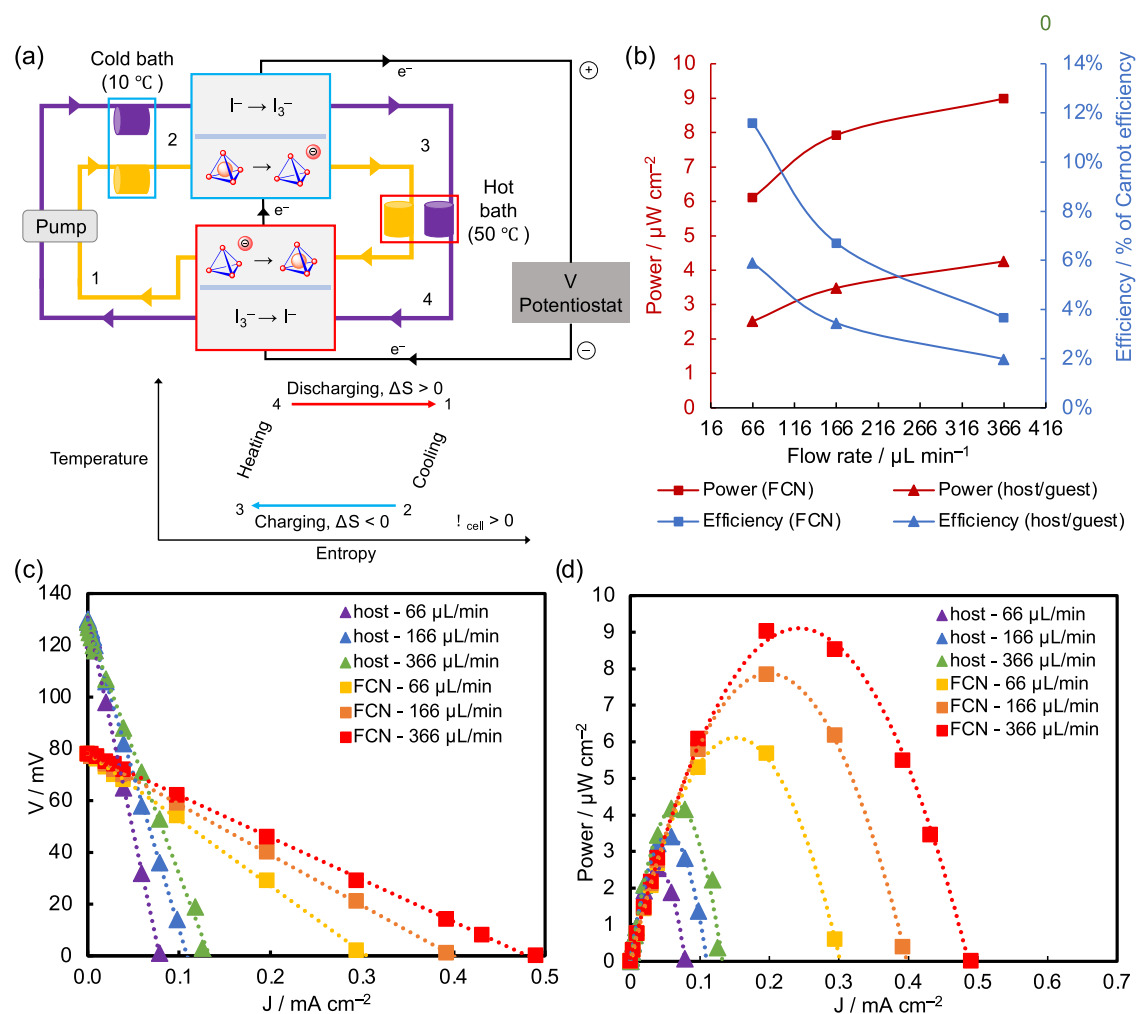 (a)
Cold bath
(10 ℃)
e⁻
+
I⁻ → I₃⁻
2
3
⊖
Pump
e⁻
Hot
bath
(50 ℃)
⊖
1
4
V
Potentiostat
I₃⁻ → I⁻
e⁻
−
Discharging, ΔS > 0
4
1
Heating
Cooling
Temperature
3
2
Charging, ΔS < 0
! cell > 0
Entropy
0
(b)
10
9
8
7
6
5
4
3
2
1
0
Power / µW cm⁻²
14%
12%
10%
8%
6%
4%
2%
0%
Efficiency / % of Carnot efficiency
16 66 116 166 216 266 316 366 416
Flow rate / µL min⁻¹
Power (FCN)
Power (host/guest)
Efficiency (FCN)
Efficiency (host/guest)
(c)
140
120
100
80
60
40
20
0
V / mV
host - 66 µL/min
host - 166 µL/min
host - 366 µL/min
FCN - 66 µL/min
FCN - 166 µL/min
FCN - 366 µL/min
0.0 0.1 0.2 0.3 0.4 0.5
J / mA cm⁻²
(d)
10
9
8
7
6
5
4
3
2
1
0
Power / µW cm⁻²
host - 66 µL/min
host - 166 µL/min
host - 366 µL/min
FCN - 66 µL/min
FCN - 166 µL/min
FCN - 366 µL/min
0.0 0.1 0.2 0.3 0.4 0.5 0.6 0.7
J / mA cm⁻²